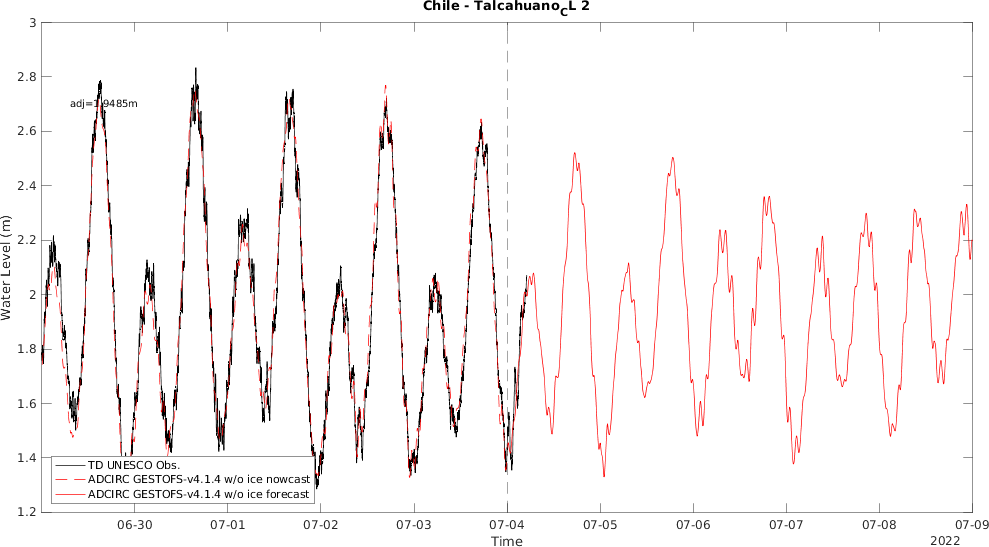 Chile - TalcahuanoCL 2
3
2.8
2.6
2.4
2.2
2
1.8
1.6
1.4
1.2
Water Level (m)
adj=1.9485m
TD UNESCO Obs.
ADCIRC GESTOFS-v4.1.4 w/o ice nowcast
ADCIRC GESTOFS-v4.1.4 w/o ice forecast
06-30 07-01 07-02 07-03 07-04 07-05 07-06 07-07 07-08 07-09
Time
2022